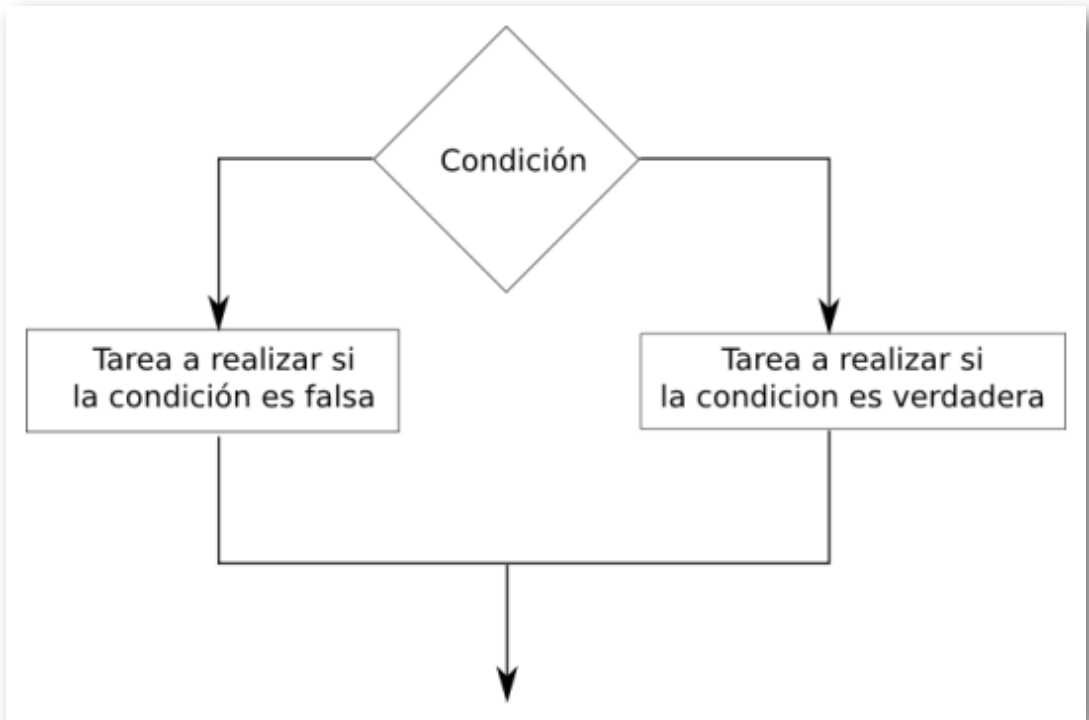 Condición
Tarea a realizar si
la condición es falsa
Tarea a realizar si
la condicion es verdadera